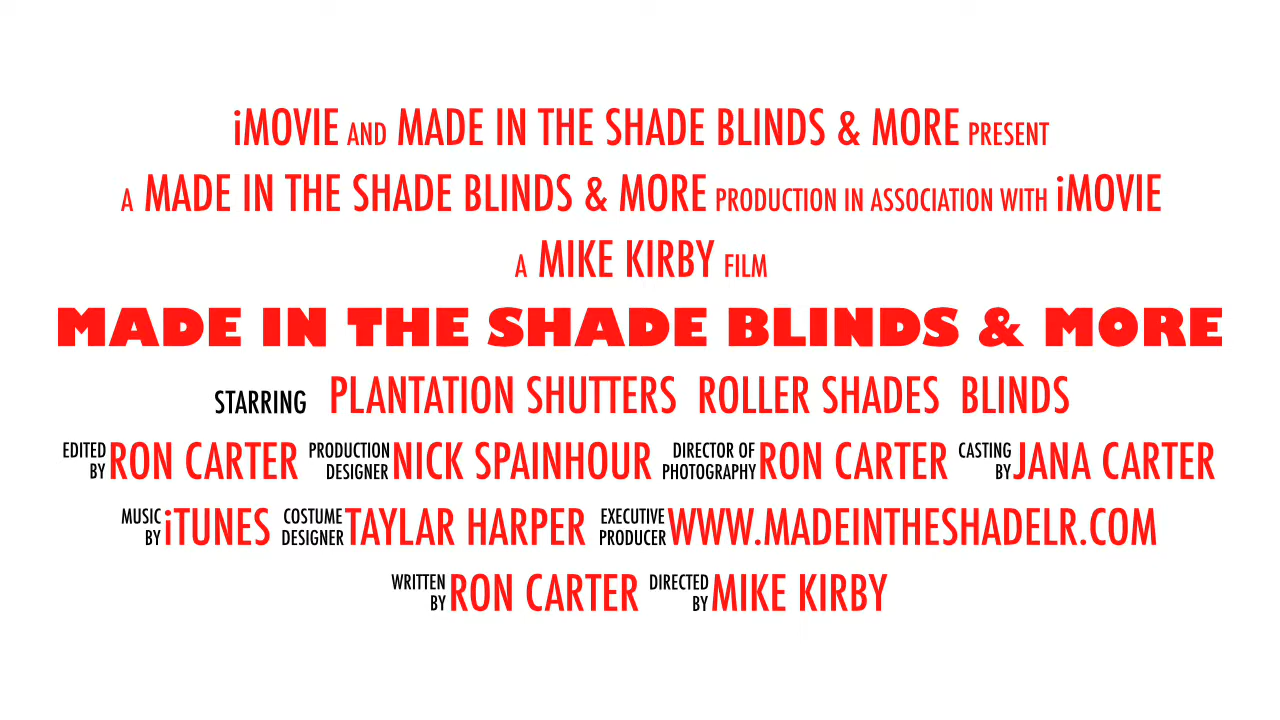 iMOVIE AND MADE IN THE SHADE BLINDS & MORE PRESENT
A MADE IN THE SHADE BLINDS & MORE PRODUCTION IN ASSOCIATION WITH iMOVIE
A MIKE KIRBY FILM
MADE IN THE SHADE BLINDS & MORE
STARRING PLANTATION SHUTTERS ROLLER SHADES BLINDS
EDITED BY RON CARTER PRODUCTION DESIGNER NICK SPAINHOUR DIRECTOR OF PHOTOGRAPHY RON CARTER CASTING BY JANA CARTER
MUSIC BY iTUNES COSTUME DESIGNER TAYLAR HARPER EXECUTIVE PRODUCER WWW.MADEINTHESHADELR.COM
WRITTEN BY RON CARTER DIRECTED BY MIKE KIRBY